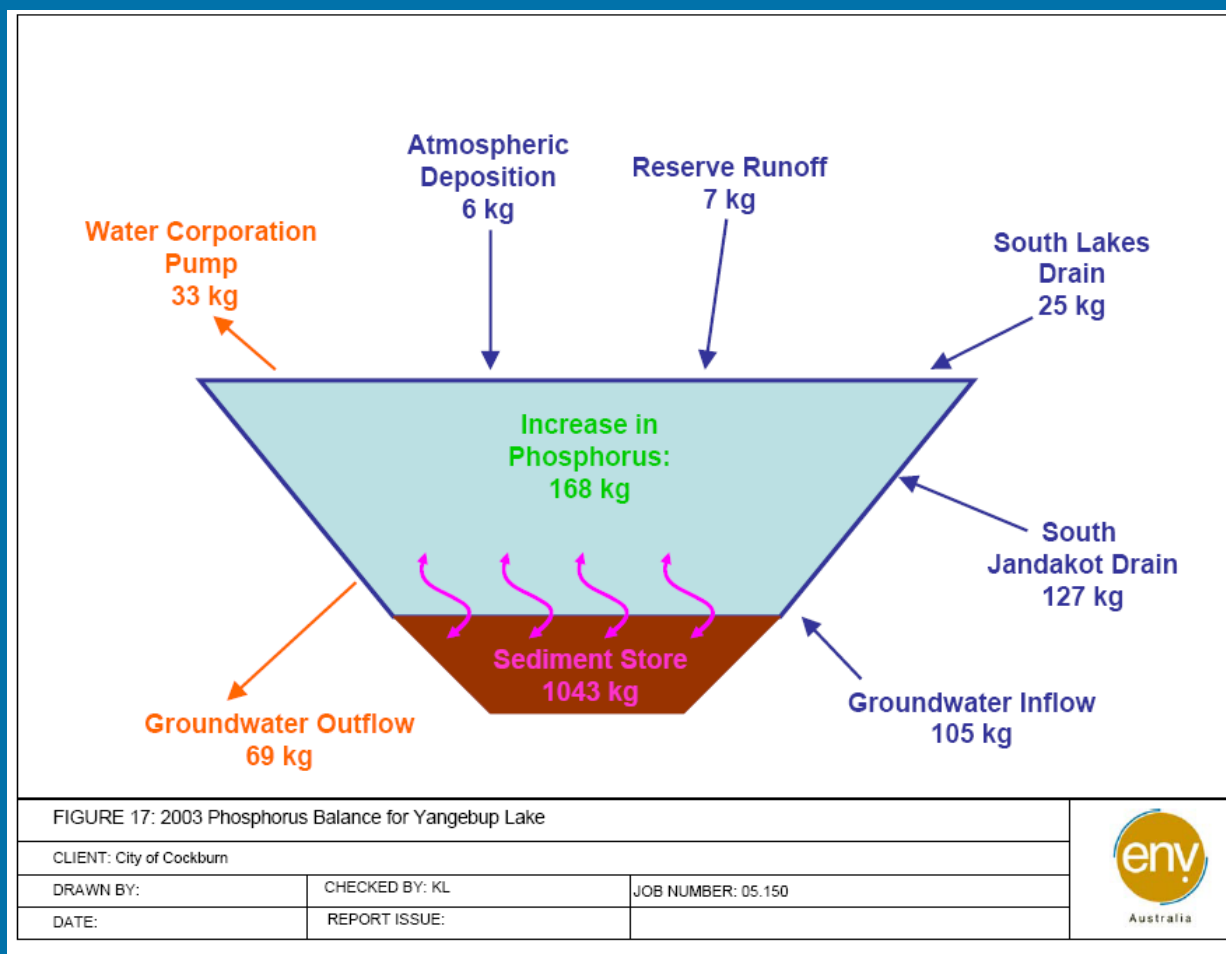 Atmospheric
Deposition
6 kg
Reserve Runoff
7 kg
Water Corporation
Pump
33 kg
South Lakes
Drain
25 kg
Increase in
Phosphorus:
168 kg
South
Jandakot Drain
127 kg
Sediment Store
1043 kg
Groundwater Inflow
105 kg
Groundwater Outflow
69 kg
FIGURE 17: 2003 Phosphorus Balance for Yangebup Lake
CLIENT: City of Cockburn
DRAWN BY:
CHECKED BY: KL
JOB NUMBER: 05.150
DATE:
REPORT ISSUE:
env
Australia